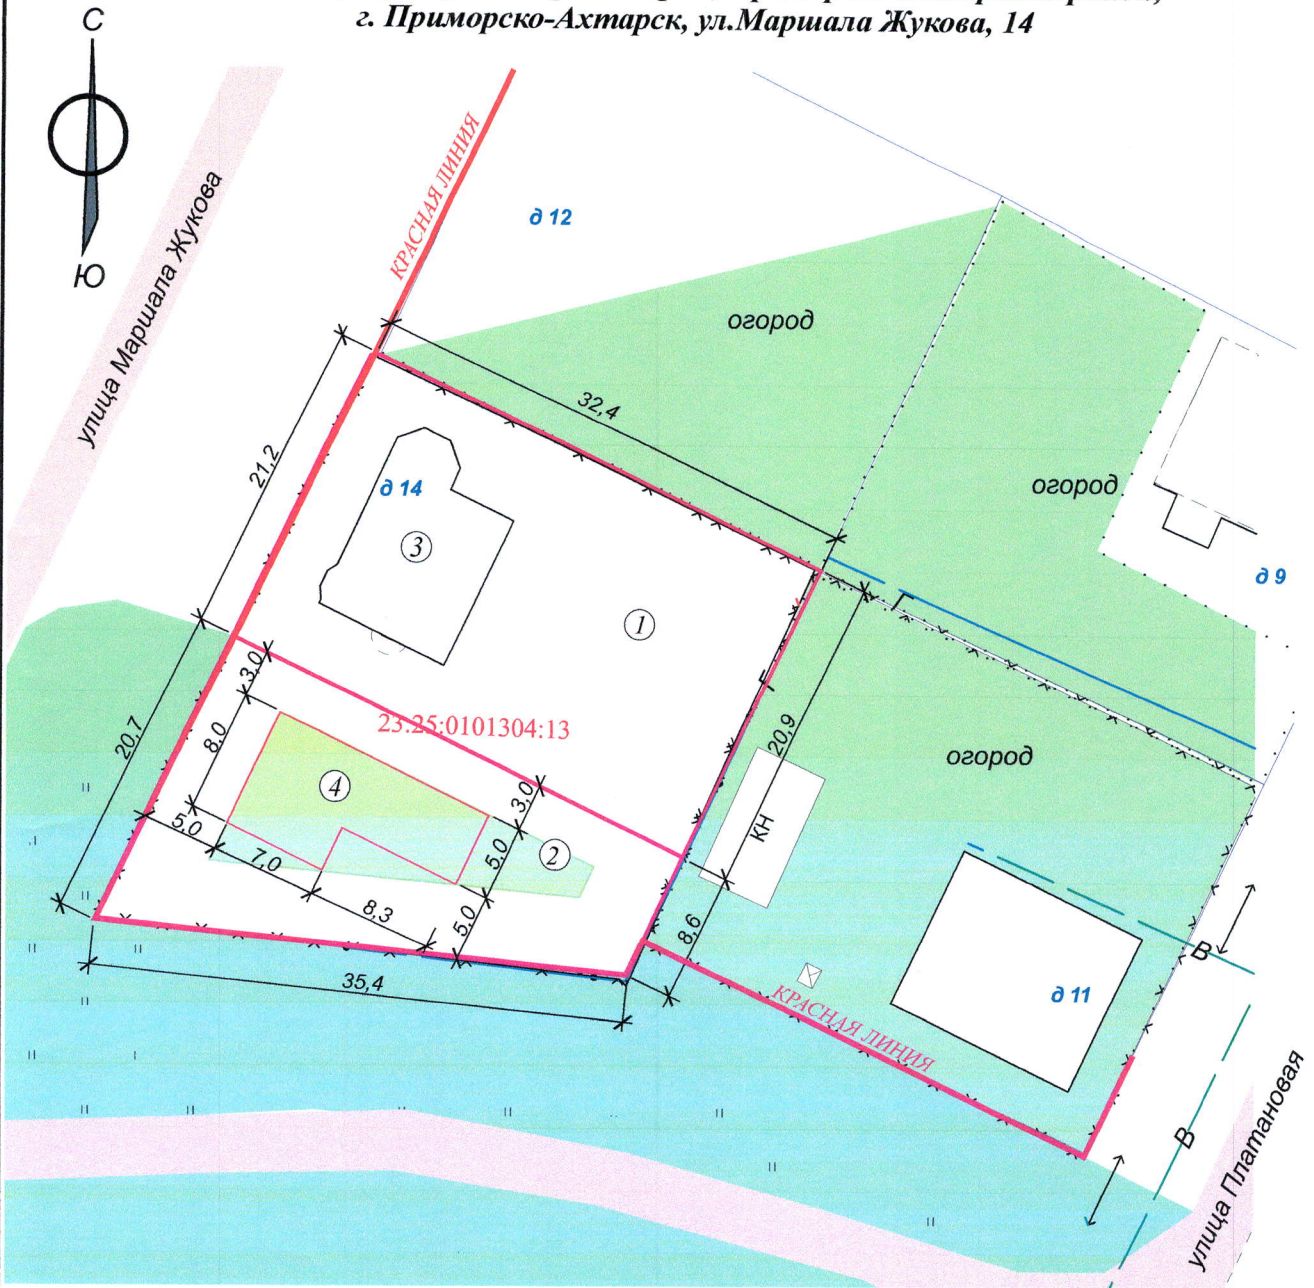 г. Приморско-Ахтарск, ул.Маршала Жукова, 14
С
Ю
улица Маршала Жукова
КРАСНАЯ ЛИНИЯ
д 12
огород
32,4
21,2
д 14
огород
3
д 9
1
Г
Г
3,0
23:25:0101304:13
20,7
8,0
20,9
огород
4
3,0
КН
5,0
7,0
5,0
2
8,3
5,0
8,6
В
35,4
КРАСНАЯ ЛИНИЯ
д 11
В
улица Платановая